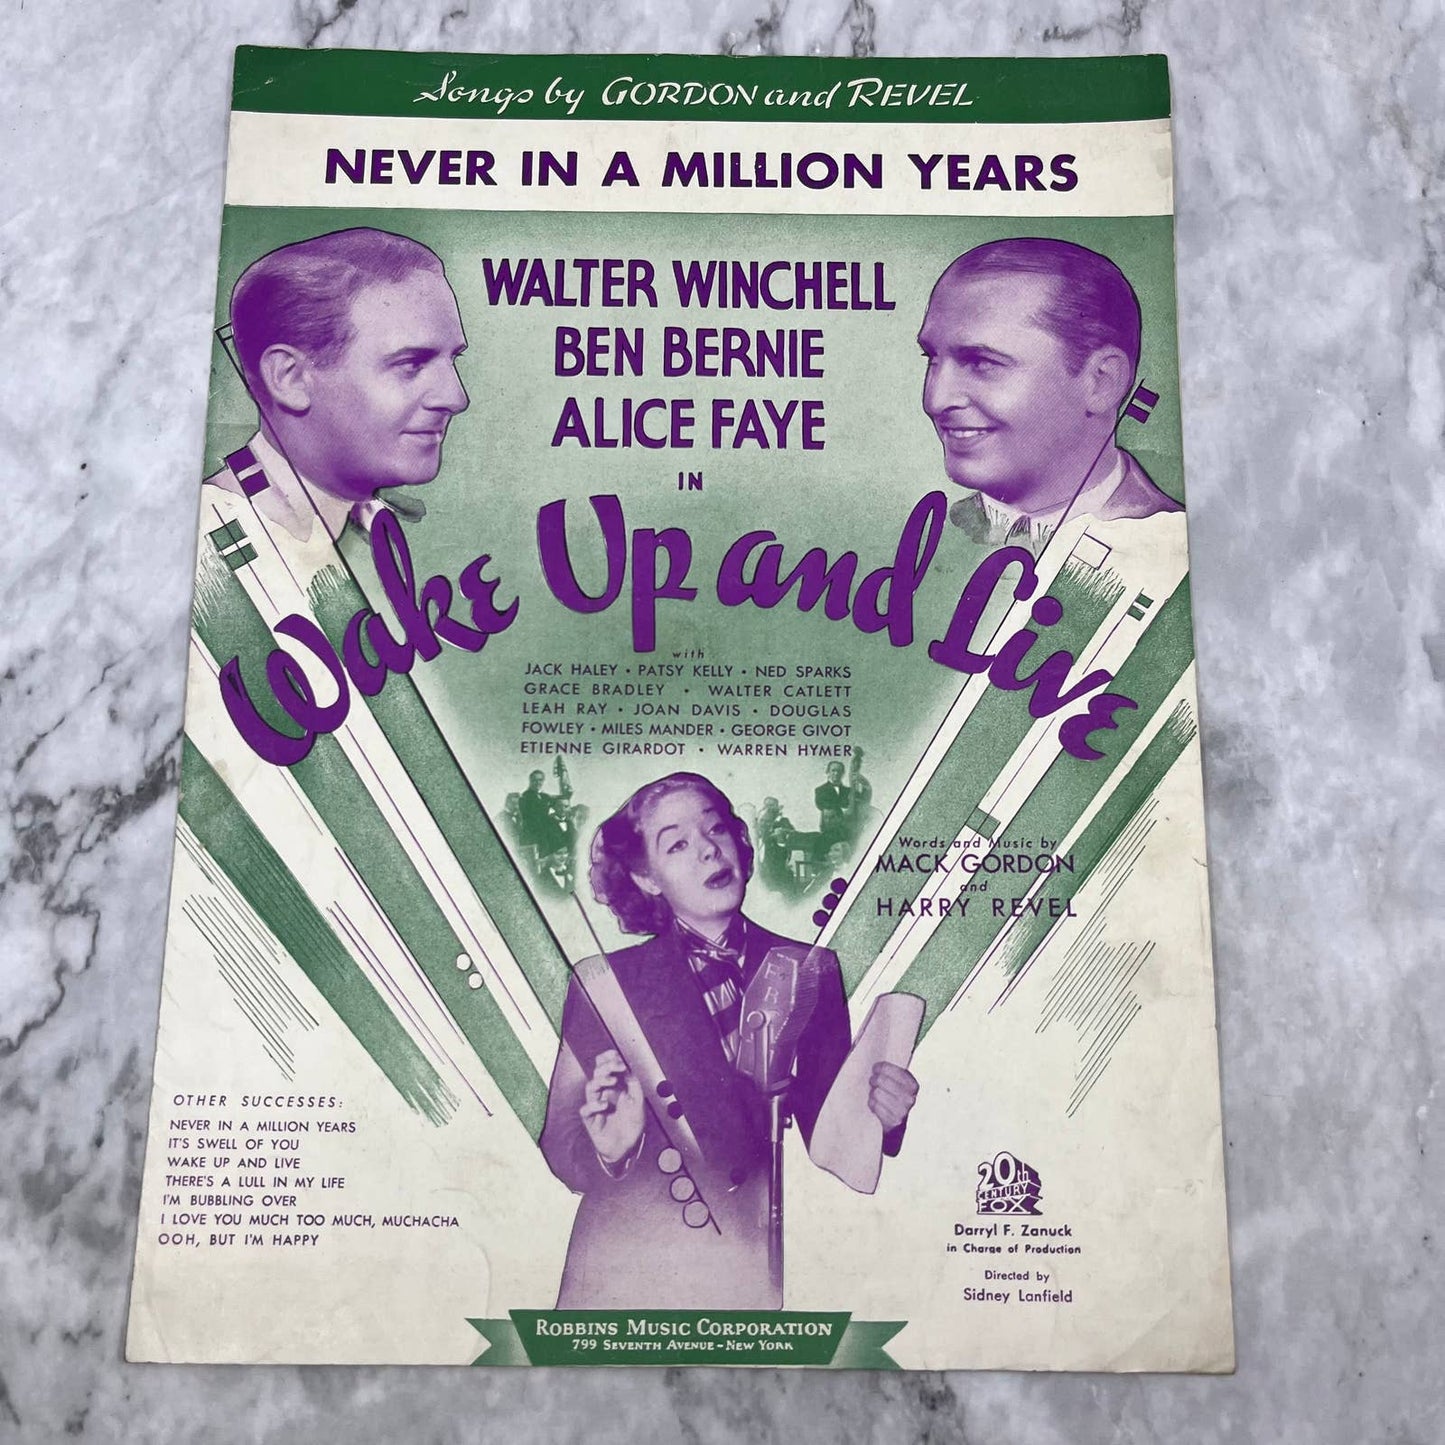 Songs by GORDON and REVEL
NEVER IN A MILLION YEARS
WALTER WINCHELL
BEN BERNIE
ALICE FAYE
IN
Wake Up and Live
with
JACK HALEY • PATSY KELLY • NED SPARKS
GRACE BRADLEY • WALTER CATLETT
LEAH RAY • JOAN DAVIS • DOUGLAS
FOWLEY • MILES MANDER • GEORGE GIVOT
ETIENNE GIRARDOT • WARREN HYMER
Words and Music by
MACK GORDON
and
HARRY REVEL
OTHER SUCCESSES:
NEVER IN A MILLION YEARS
IT'S SWELL OF YOU
WAKE UP AND LIVE
THERE'S A LULL IN MY LIFE
I'M BUBBLING OVER
I LOVE YOU MUCH TOO MUCH, MUCHACHA
OOH, BUT I'M HAPPY
20th
CENTURY
FOX
Darryl F. Zanuck
in Charge of Production
Directed by
Sidney Lanfield
ROBBINS MUSIC CORPORATION
799 SEVENTH AVENUE - NEW YORK